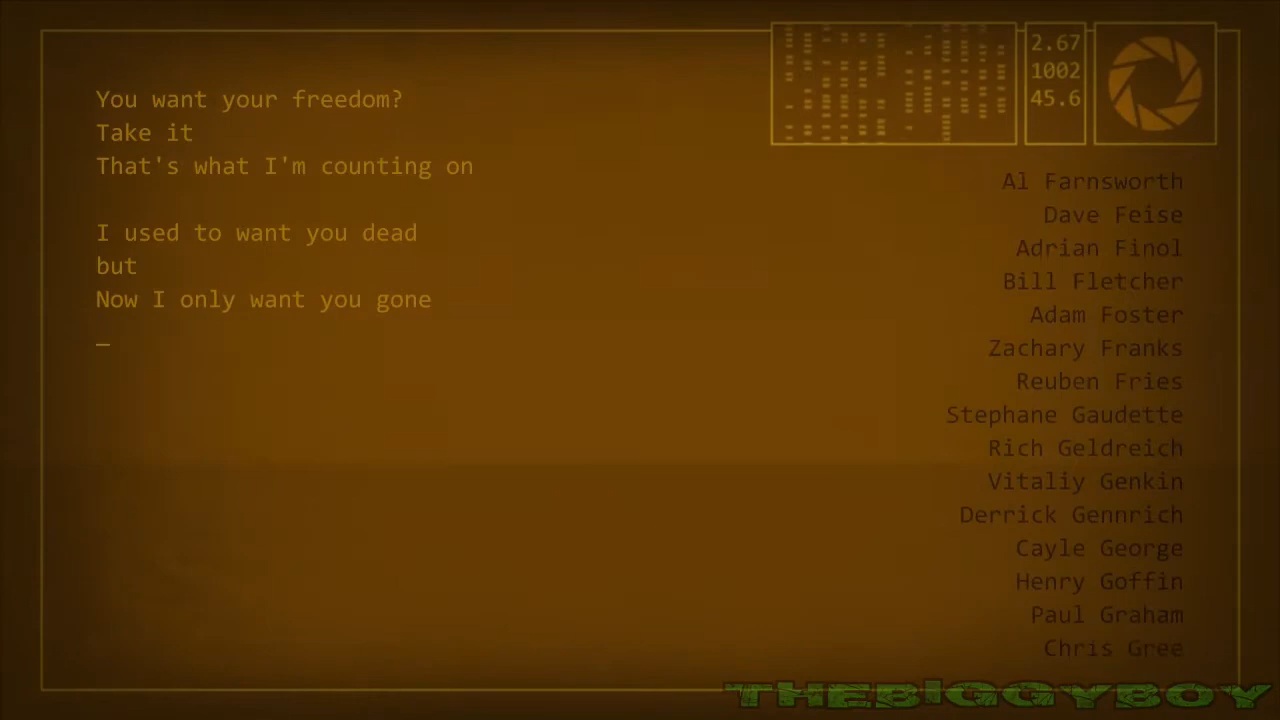 You want your freedom?
Take it
That's what I'm counting on
I used to want you dead
but
Now I only want you gone
_
2.67
1002
45.6
Al Farnsworth
Dave Feise
Adrian Finol
Bill Fletcher
Adam Foster
Zachary Franks
Reuben Fries
Stephane Gaudette
Rich Geldreich
Vitaliy Genkin
Derrick Gennrich
Cayle George
Henry Goffin
Paul Graham
Chris Gree
THEBIGGYBOY